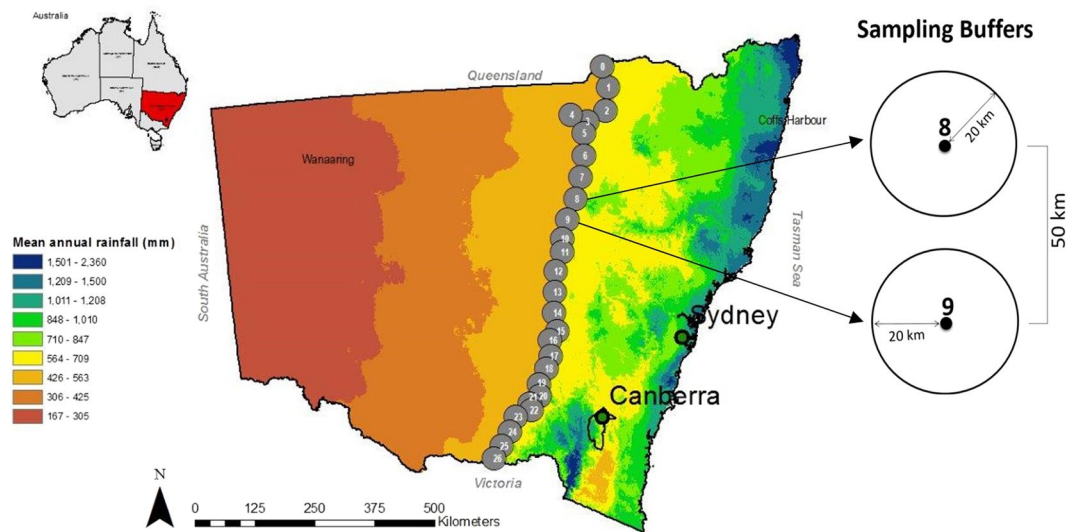 Australia
Sampling Buffers
Queensland
0
1
2
3
4
5
6
7
8
9
10
11
12
13
14
15
16
17
18
19
20
21
22
23
24
25
26
Coffs Harbour
Wanaaring
South Australia
Tasman Sea
Sydney
Canberra
Victoria
8
20 km
50 km
9
20 km
Mean annual rainfall (mm)
1,501 - 2,360
1,209 - 1,500
1,011 - 1,208
848 - 1,010
710 - 847
564 - 709
426 - 563
306 - 425
167 - 305
N
0 125 250 375 500
Kilometers